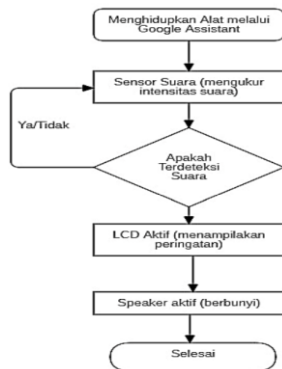 Menghidupkan Alat melalui
Google Assistant
Sensor Suara (mengukur
intensitas suara)
Ya/Tidak
Apakah
Terdeteksi
Suara
LCD Aktif (menampilakan
peringatan)
Speaker aktif (berbunyi)
Selesai